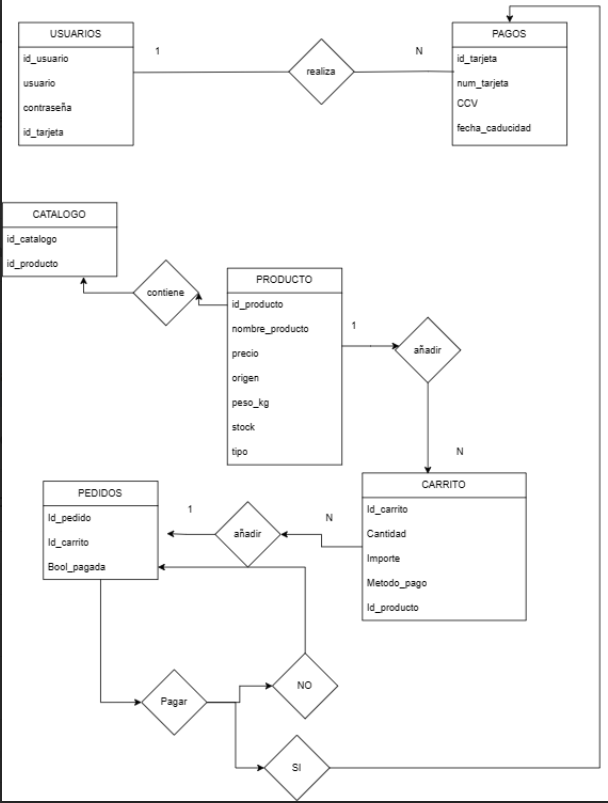 USUARIOS
id_usuario
usuario
contraseña
id_tarjeta
1
realiza
N
PAGOS
id_tarjeta
num_tarjeta
CCV
fecha_caducidad
CATALOGO
id_catalogo
id_producto
contiene
PRODUCTO
id_producto
nombre_producto
precio
origen
peso_kg
stock
tipo
1
añadir
N
CARRITO
Id_carrito
Cantidad
Importe
Metodo_pago
Id_producto
N
añadir
1
PEDIDOS
Id_pedido
Id_carrito
Bool_pagada
Pagar
NO
SI